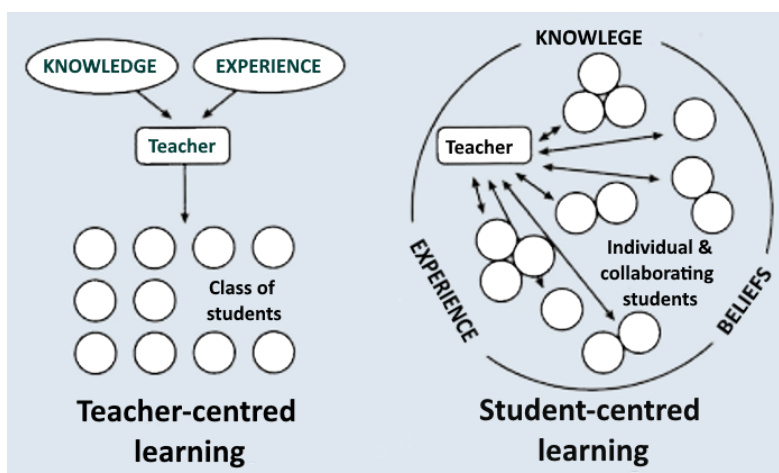 KNOWLEDGE
EXPERIENCE
Teacher
Class of
students
Teacher-centred
learning
KNOWLEGE
Teacher
EXPERIENCE
Individual &
collaborating
students
BELIEFS
Student-centred
learning